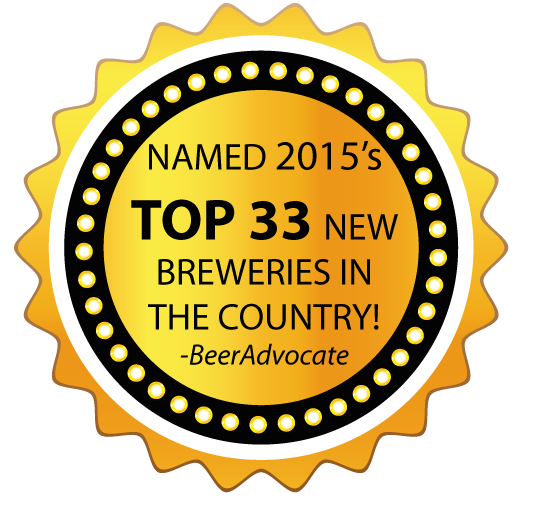 NAMED 2015's
TOP 33 NEW
BREWERIES IN
THE COUNTRY!
-BeerAdvocate